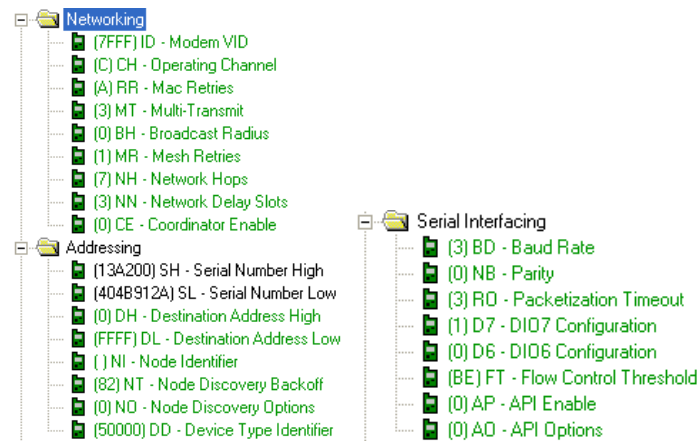 Networking
(7FFF) ID - Modem VID
(C) CH - Operating Channel
(A) RR - Mac Retries
(3) MT - Multi-Transmit
(0) BH - Broadcast Radius
(1) MR - Mesh Retries
(7) NH - Network Hops
(3) NN - Network Delay Slots
(0) CE - Coordinator Enable
Addressing
(13A200) SH - Serial Number High
(404B912A) SL - Serial Number Low
(0) DH - Destination Address High
(FFFF) DL - Destination Address Low
( ) NI - Node Identifier
(82) NT - Node Discovery Backoff
(0) NO - Node Discovery Options
(50000) DD - Device Type Identifier
Serial Interfacing
(3) BD - Baud Rate
(0) NB - Parity
(3) RO - Packetization Timeout
(1) D7 - DIO7 Configuration
(0) D6 - DIO6 Configuration
(BE) FT - Flow Control Threshold
(0) AP - API Enable
(0) AO - API Options